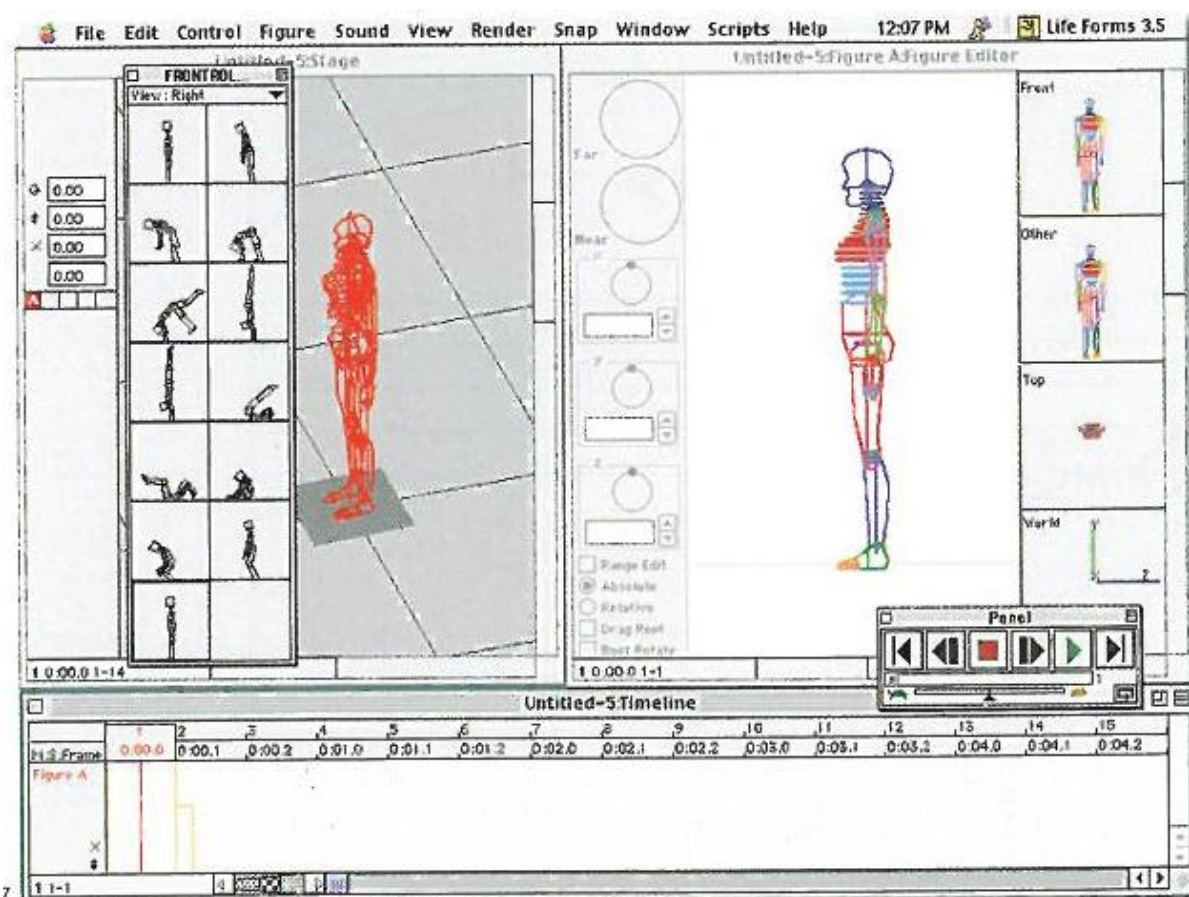 File Edit Control Figure Sound View Render Snap Window Scripts Help 12:07 PM Life Forms 3.5
Untitled-5:Stage
Untitled-5:Figure A:Figure Editor
FRONTROL
View : Right
0.00
0.00
0.00
0.00
A
1 0:00.0 1-14
Far
Near
X
Y
Z
Range Edit
Absolute
Relative
Drag Root
Root Rotate
1 0:00.0 1-1
Front
Other
Top
World
Y
Z
Panel
1
Untitled-5:Timeline
1 2 3 4 5 6 7 8 9 10 11 12 13 14 15
M:S.Frame 0:00.0 0:00.1 0:00.2 0:01.0 0:01.1 0:01.2 0:02.0 0:02.1 0:02.2 0:03.0 0:03.1 0:03.2 0:04.0 0:04.1 0:04.2
Figure A
1 1-1
7